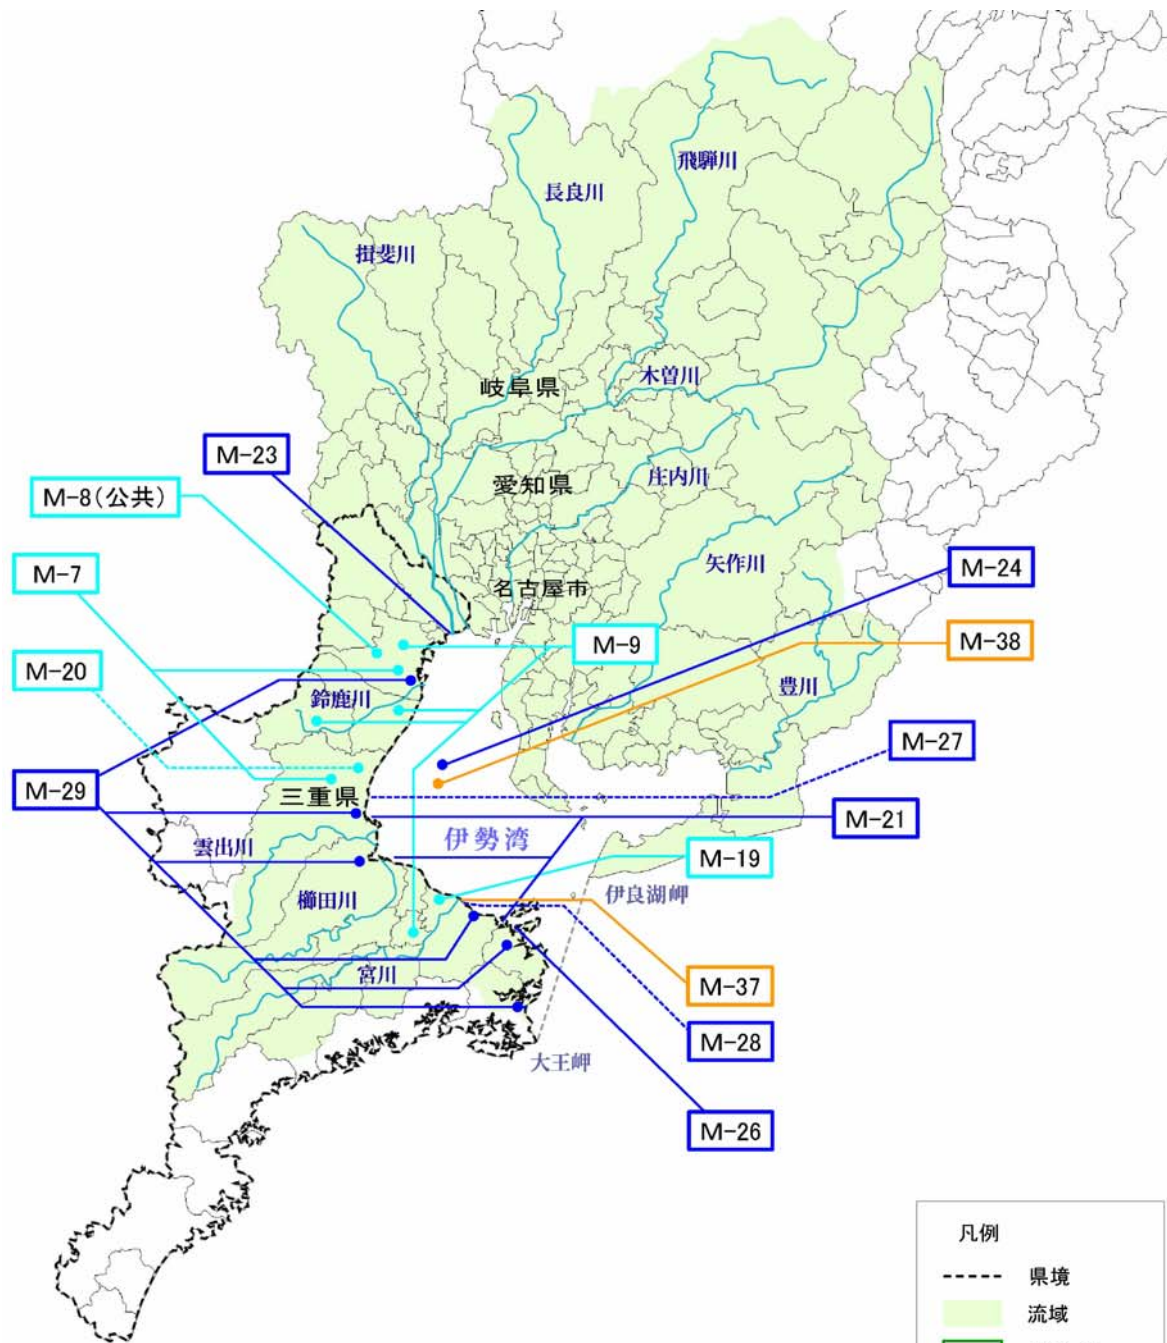 飛騨川
長良川
揖斐川
木曽川
岐阜県
M-23
庄内川
愛知県
M-8(公共)
矢作川
M-7
M-24
名古屋市
M-38
M-9
M-20
豊川
鈴鹿川
M-27
M-29
三重県
M-21
伊勢湾
雲出川
M-19
伊良湖岬
櫛田川
宮川
M-37
M-28
大王岬
M-26
凡例
県境
流域